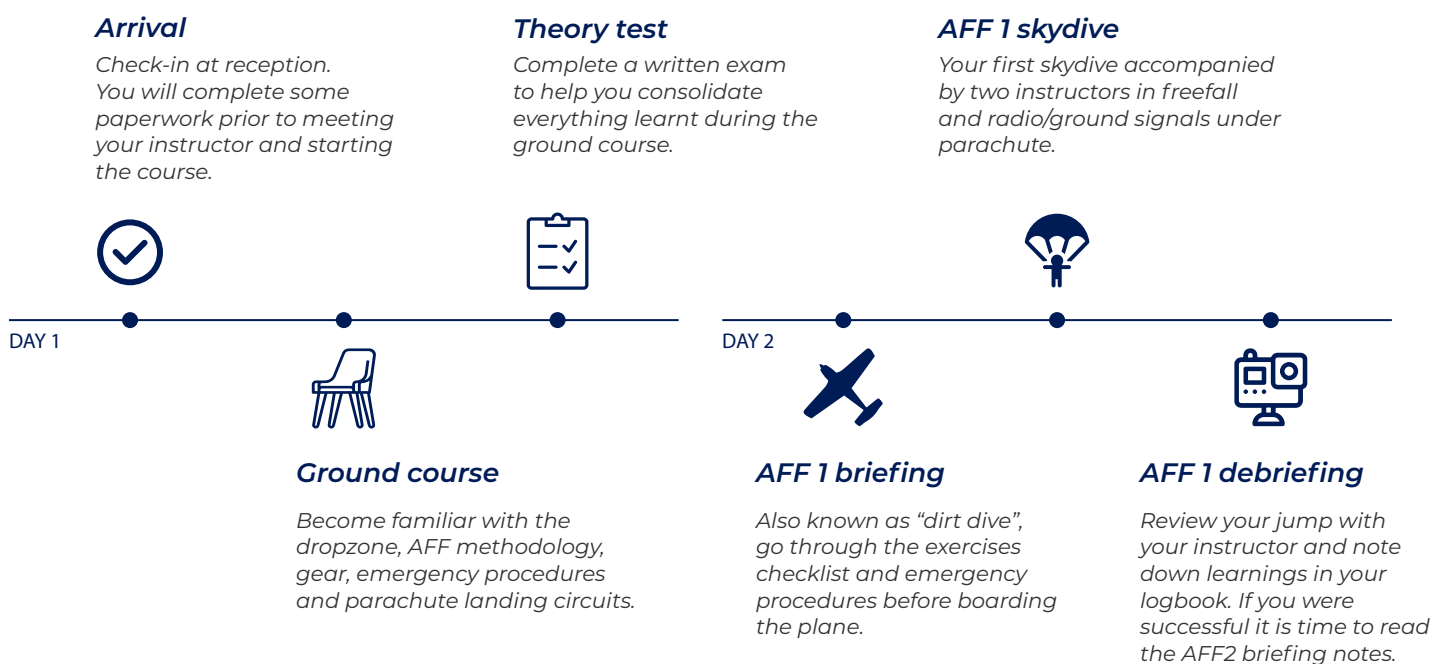 Arrival
Check-in at reception.
You will complete some
paperwork prior to meeting
your instructor and starting
the course.
Theory test
Complete a written exam
to help you consolidate
everything learnt during the
ground course.
AFF 1 skydive
Your first skydive accompanied
by two instructors in freefall
and radio/ground signals under
parachute.
DAY 1
DAY 2
Ground course
Become familiar with the
dropzone, AFF methodology,
gear, emergency procedures
and parachute landing circuits.
AFF 1 briefing
Also known as “dirt dive”,
go through the exercises
checklist and emergency
procedures before boarding
the plane.
AFF 1 debriefing
Review your jump with
your instructor and note
down learnings in your
logbook. If you were
successful it is time to read
the AFF2 briefing notes.